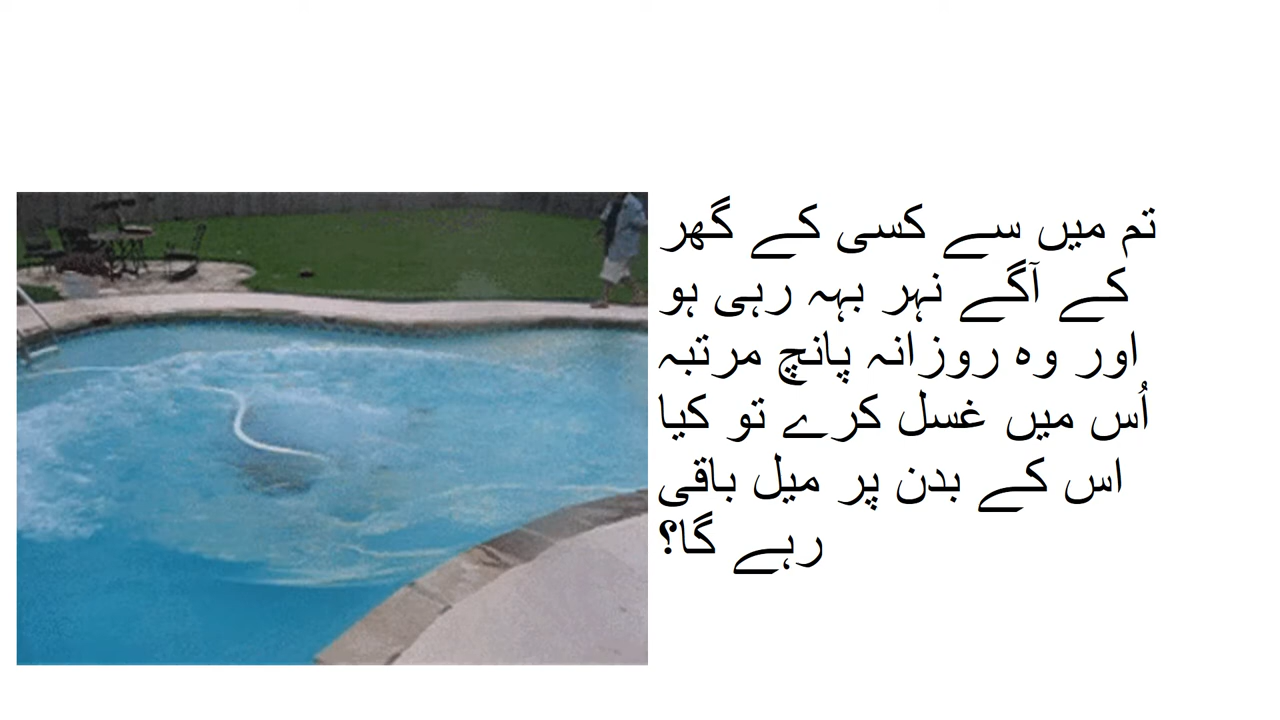 تم میں سے کسی کے گھر
کے آگے نہر بہہ رہی ہو
اور وہ روزانہ پانچ مرتبہ
اُس میں غسل کرے تو کیا
اس کے بدن پر میل باقی
رہے گا؟